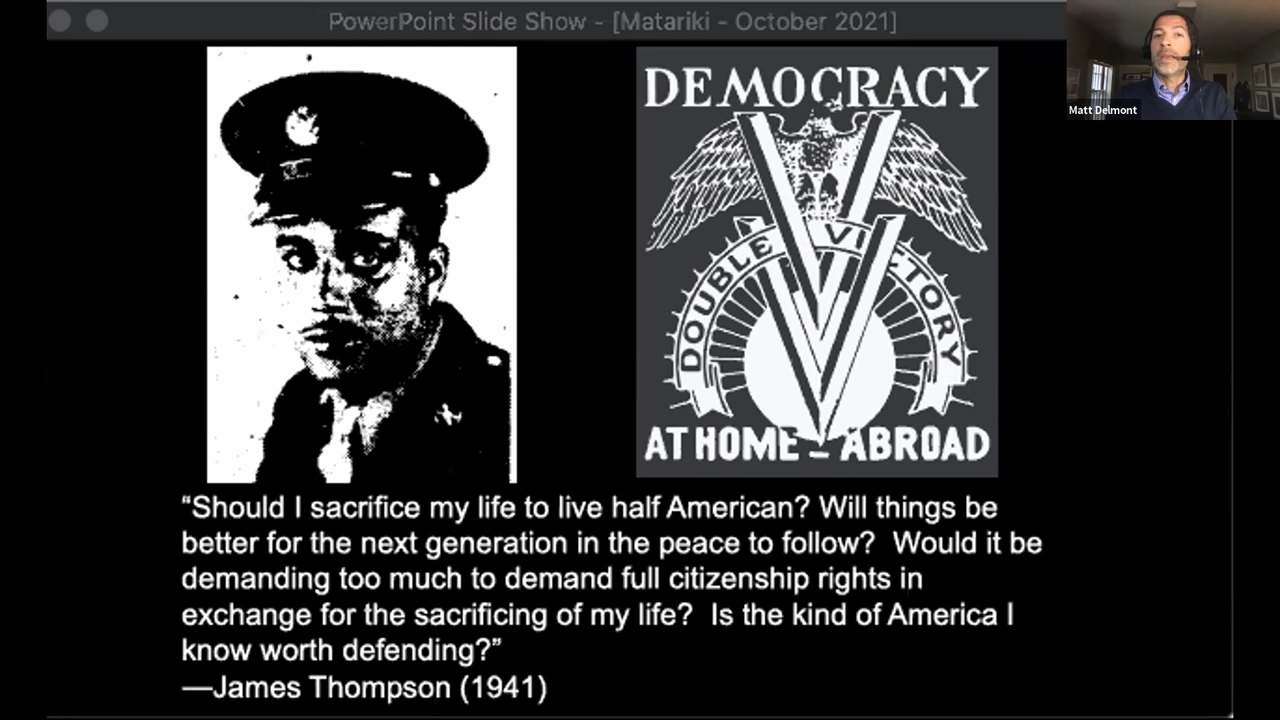 PowerPoint Slide Show - [Matariki - October 2021]
Matt Delmont
DEMOCRACY
DOUBLE VICTORY
AT HOME – ABROAD
“Should I sacrifice my life to live half American? Will things be
better for the next generation in the peace to follow?  Would it be
demanding too much to demand full citizenship rights in
exchange for the sacrificing of my life?  Is the kind of America I
know worth defending?”
—James Thompson (1941)